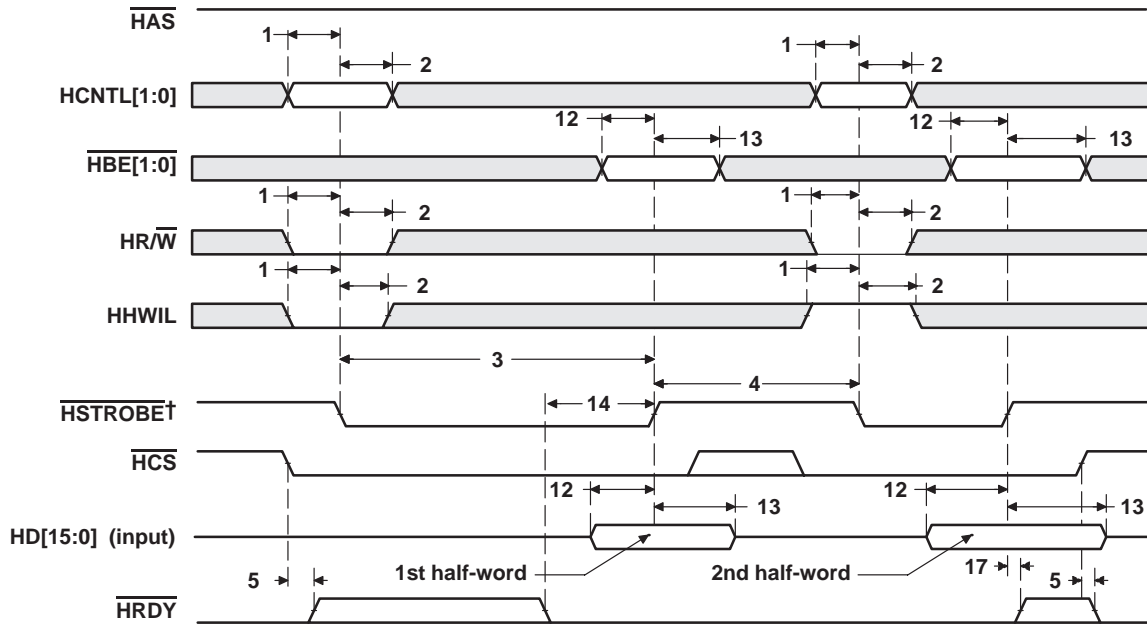 HAS
1
2
1
2
HCNTL[1:0]
12
13
12
13
HBE[1:0]
1
2
1
2
HR/W
1
2
1
2
HHWIL
3
4
14
HSTROBE†
HCS
12
13
12
13
HD[15:0] (input)
1st half-word
2nd half-word
5
17
5
HRDY